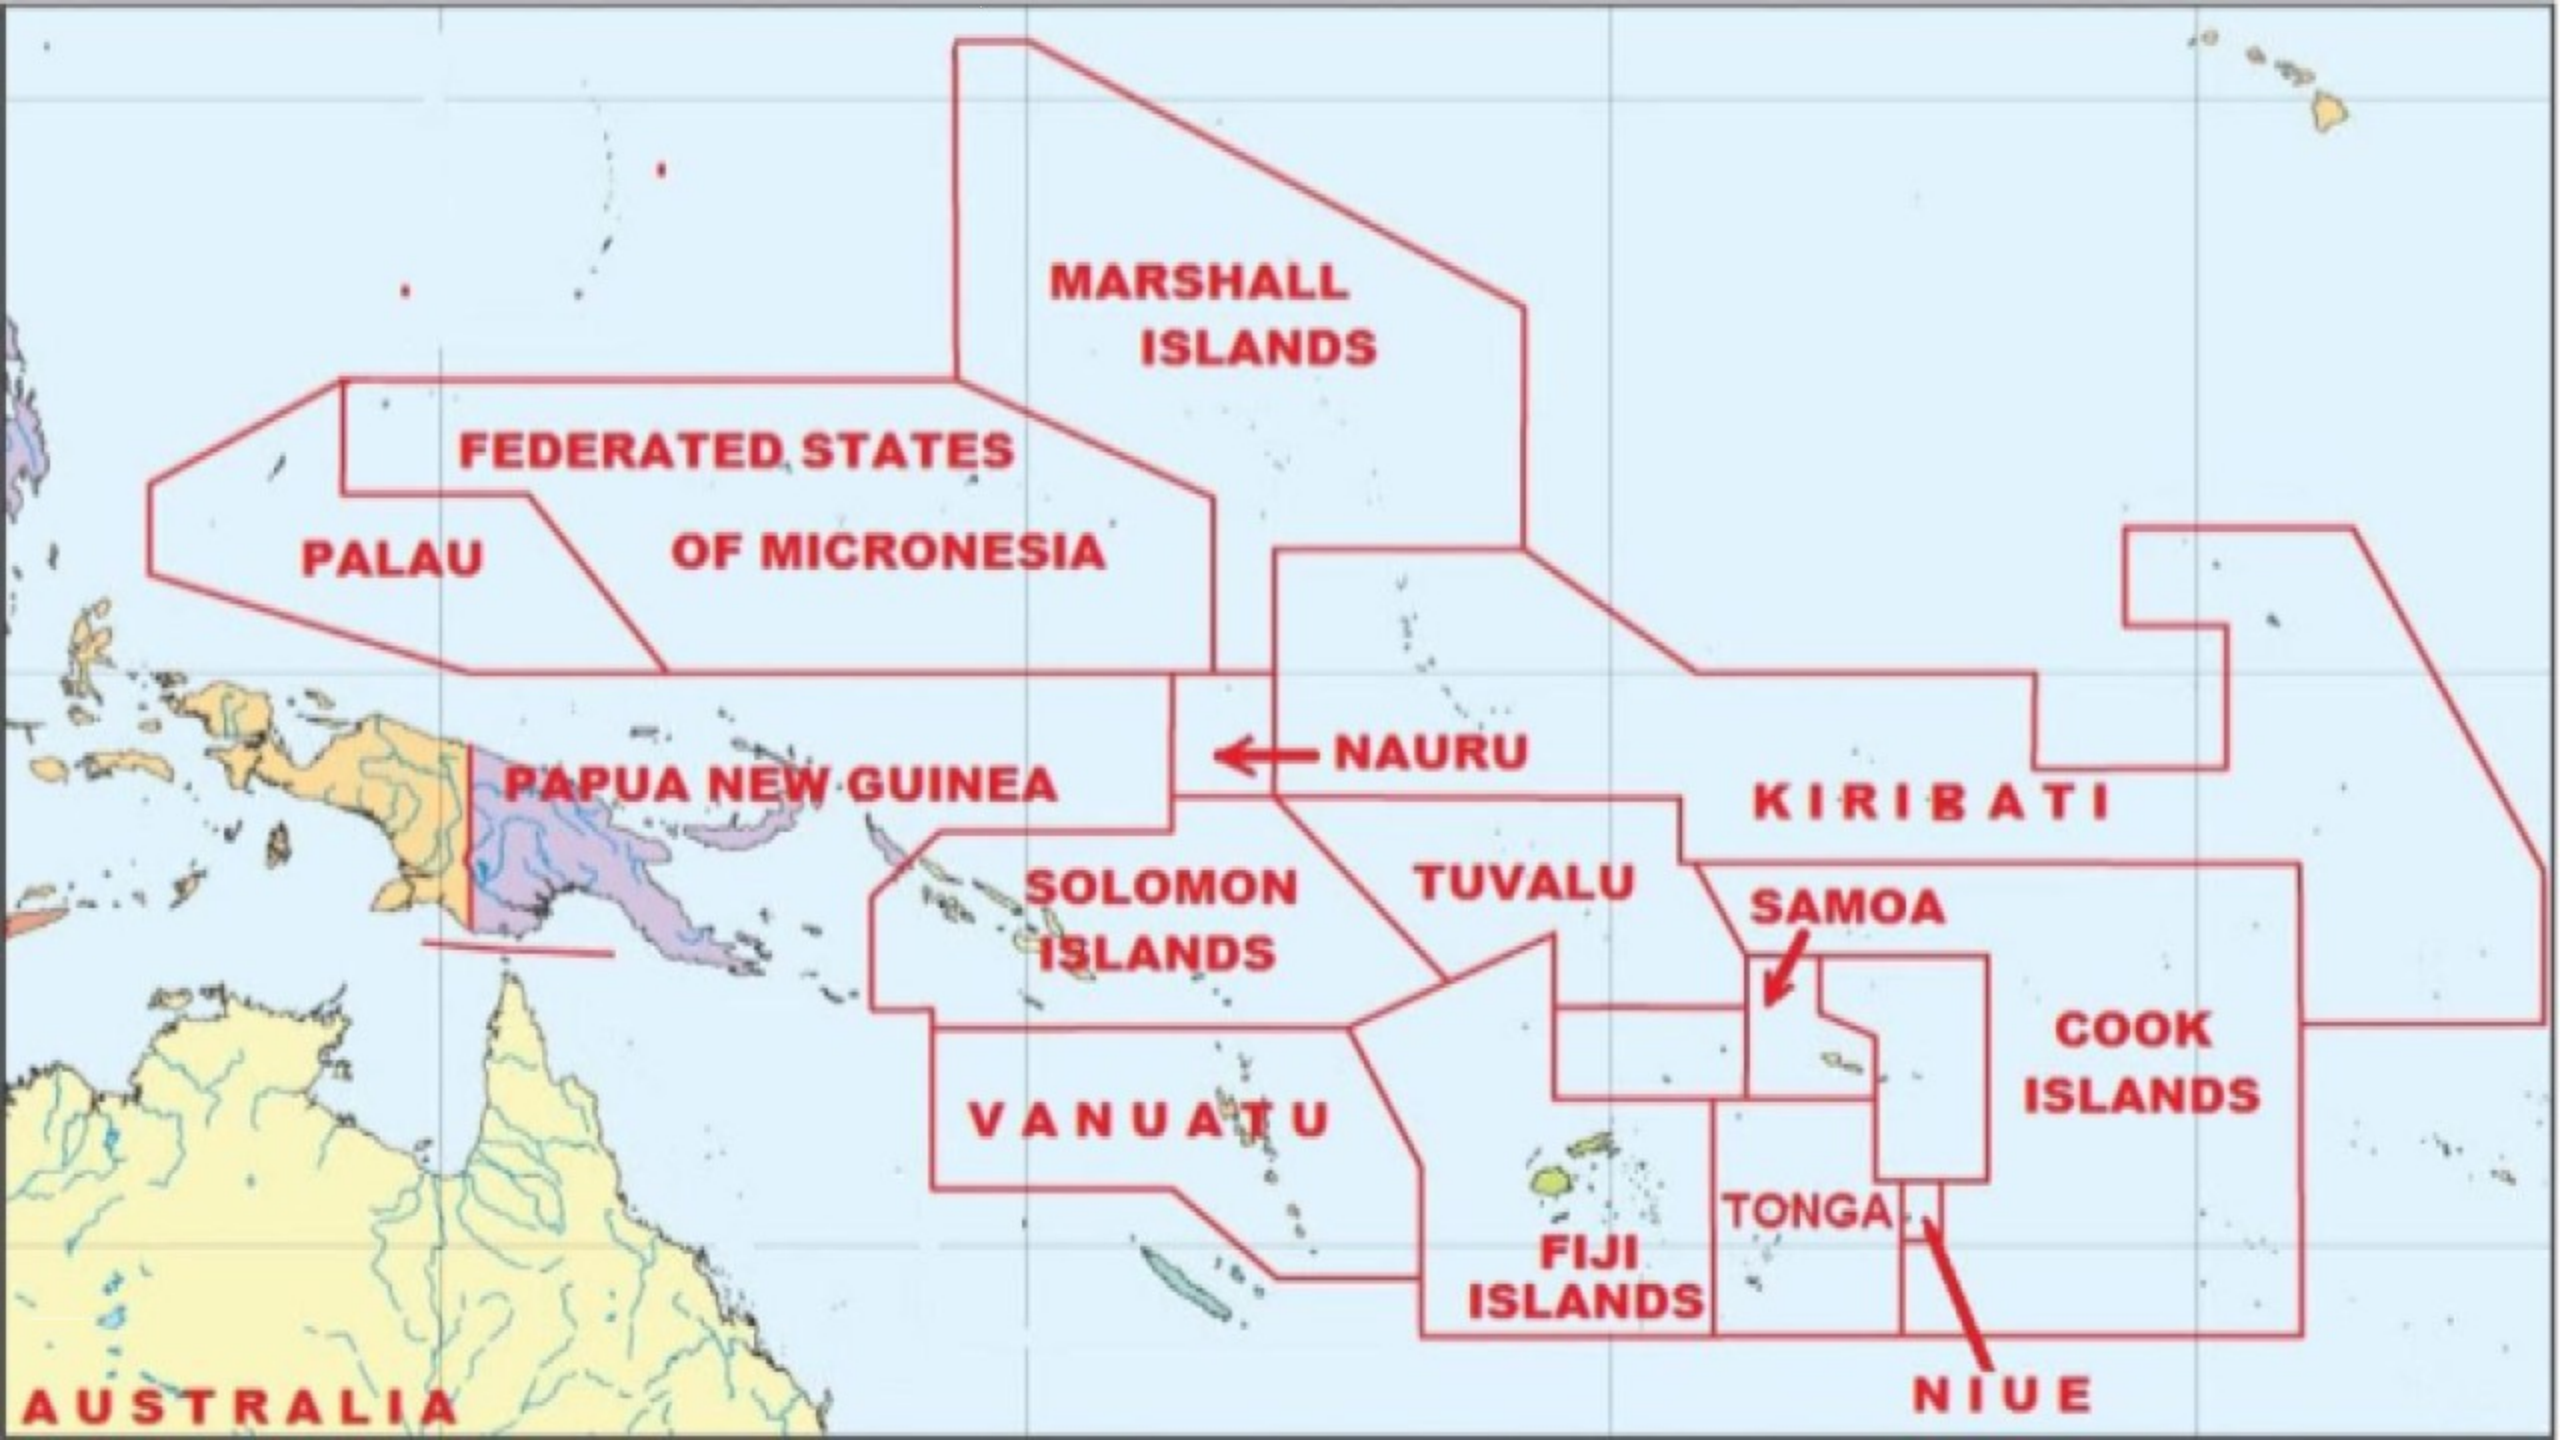 MARSHALL
ISLANDS
FEDERATED STATES
OF MICRONESIA
PALAU
NAURU
PAPUA NEW GUINEA
KIRIBATI
SOLOMON
ISLANDS
TUVALU
SAMOA
COOK
ISLANDS
VANUATU
TONGA
FIJI
ISLANDS
NIUE
AUSTRALIA